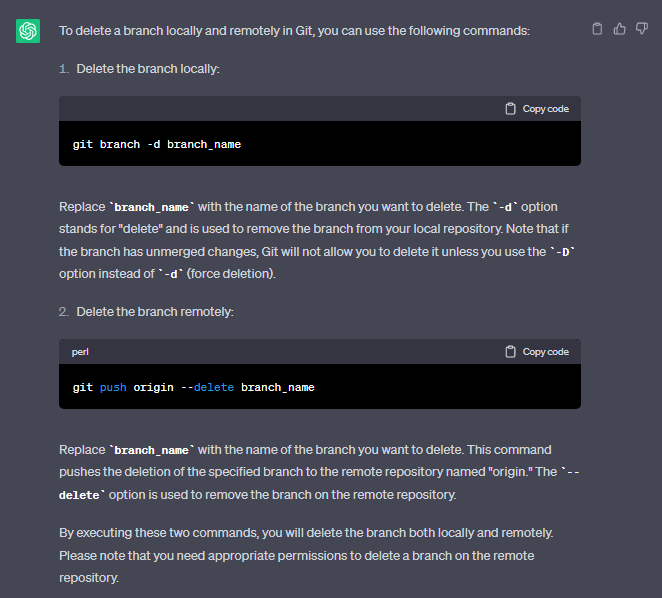 To delete a branch locally and remotely in Git, you can use the following commands:
1. Delete the branch locally:
Copy code
git branch -d branch_name
Replace `branch_name` with the name of the branch you want to delete. The `-d` option
stands for "delete" and is used to remove the branch from your local repository. Note that if
the branch has unmerged changes, Git will not allow you to delete it unless you use the `-D`
option instead of `-d` (force deletion).
2. Delete the branch remotely:
perl Copy code
git push origin --delete branch_name
Replace `branch_name` with the name of the branch you want to delete. This command
pushes the deletion of the specified branch to the remote repository named "origin." The `--
delete` option is used to remove the branch on the remote repository.
By executing these two commands, you will delete the branch both locally and remotely.
Please note that you need appropriate permissions to delete a branch on the remote
repository.